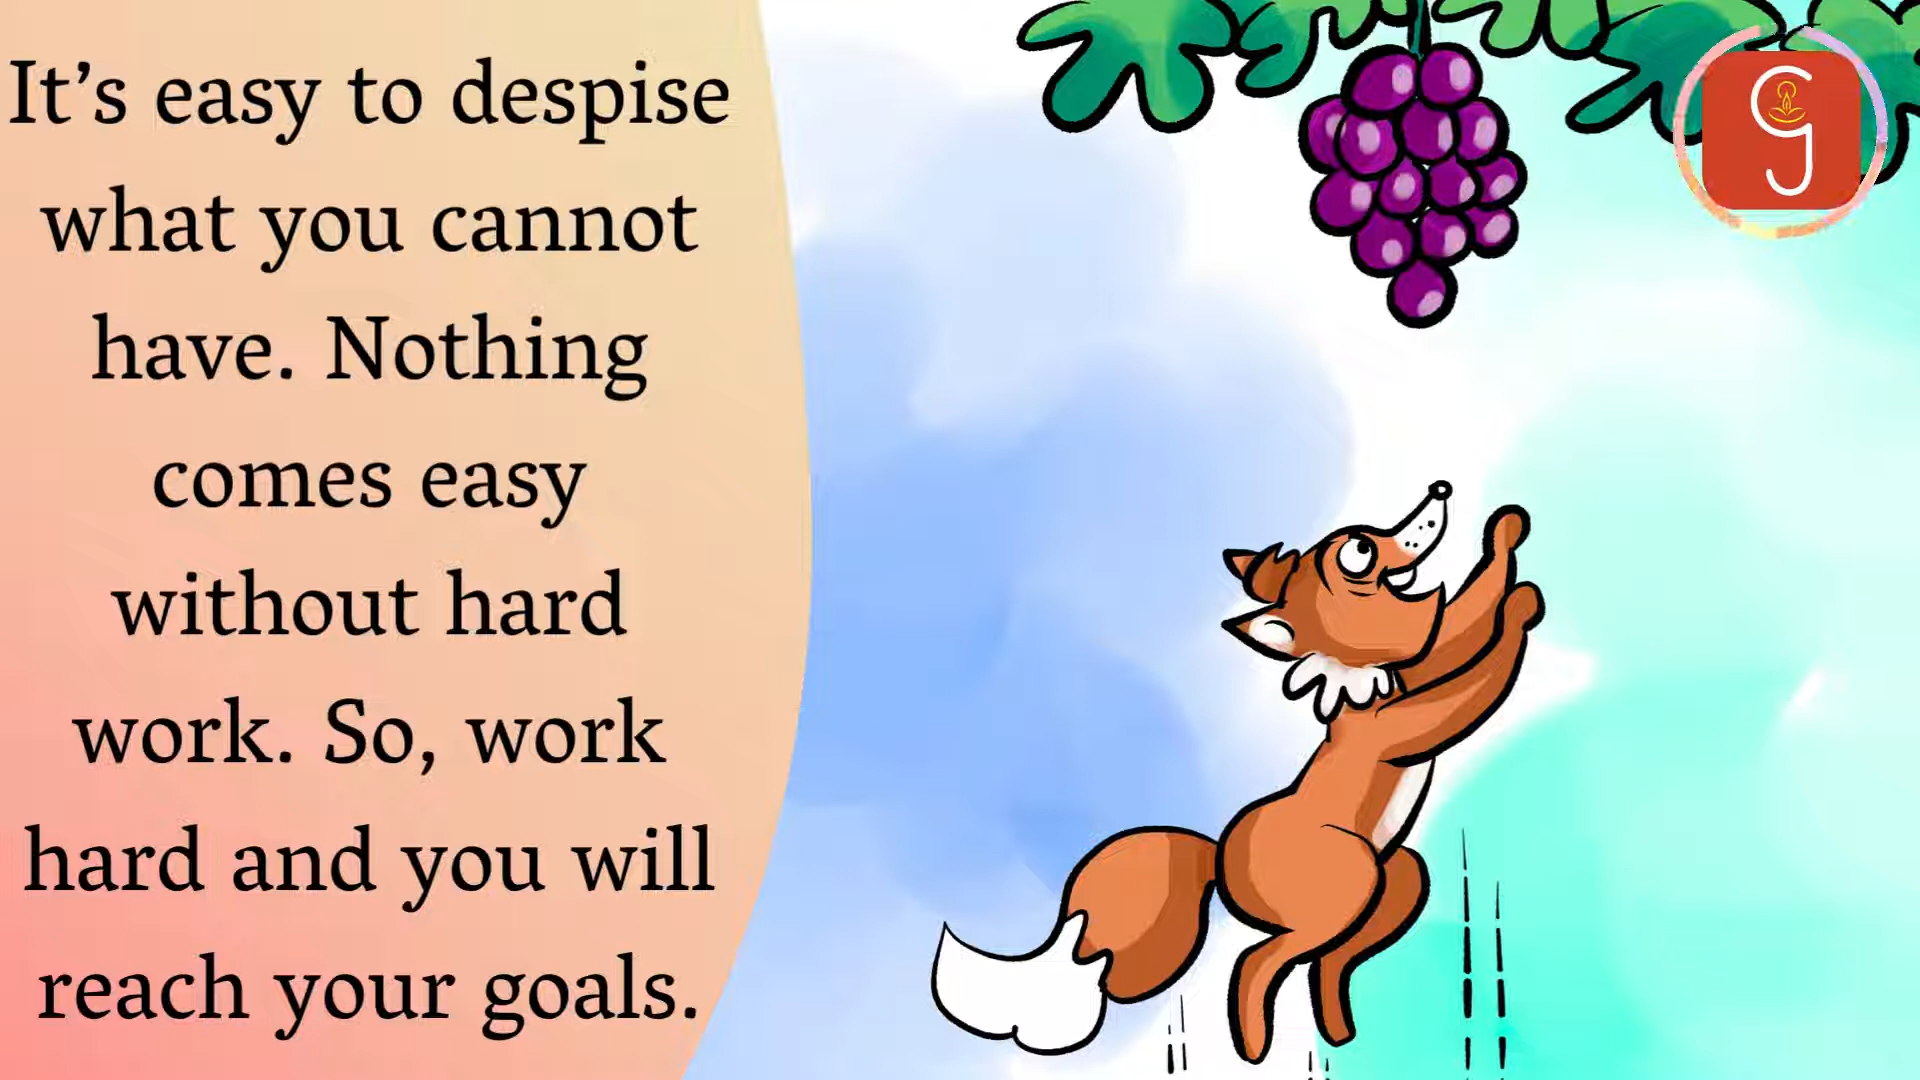 It’s easy to despise
what you cannot
have. Nothing
comes easy
without hard
work. So, work
hard and you will
reach your goals.